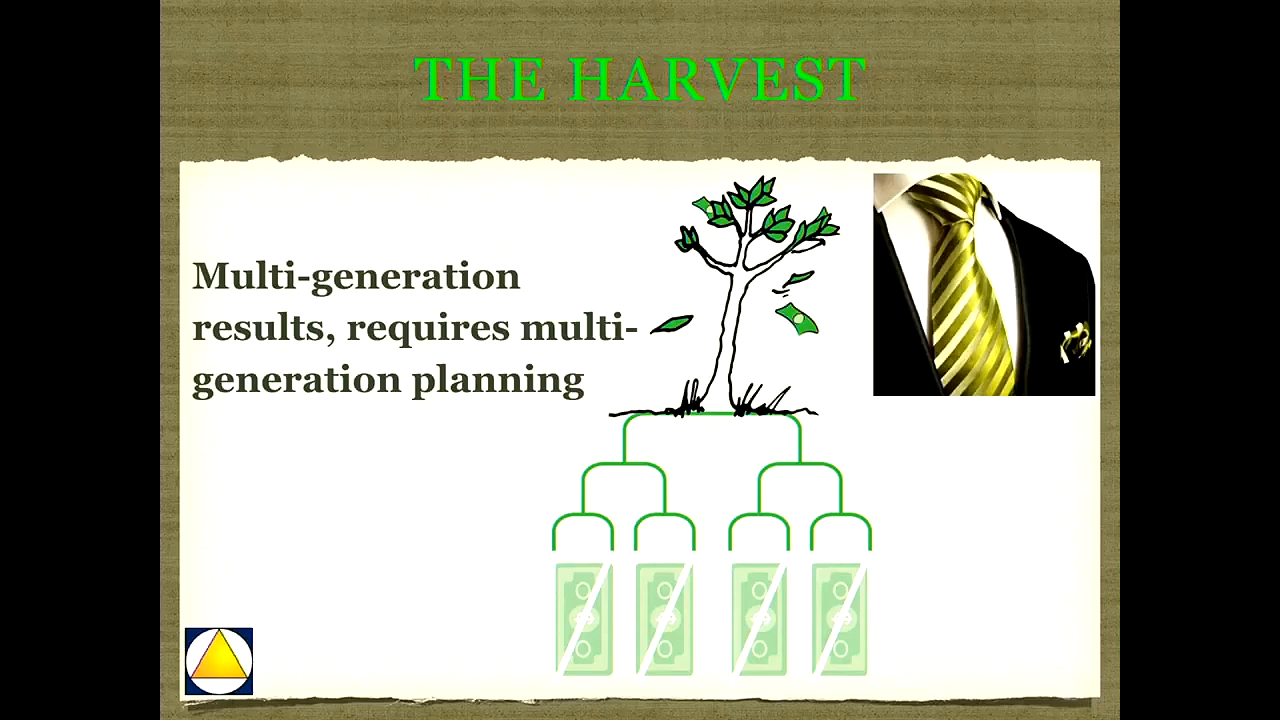 THE HARVEST
Multi-generation
results, requires multi-
generation planning